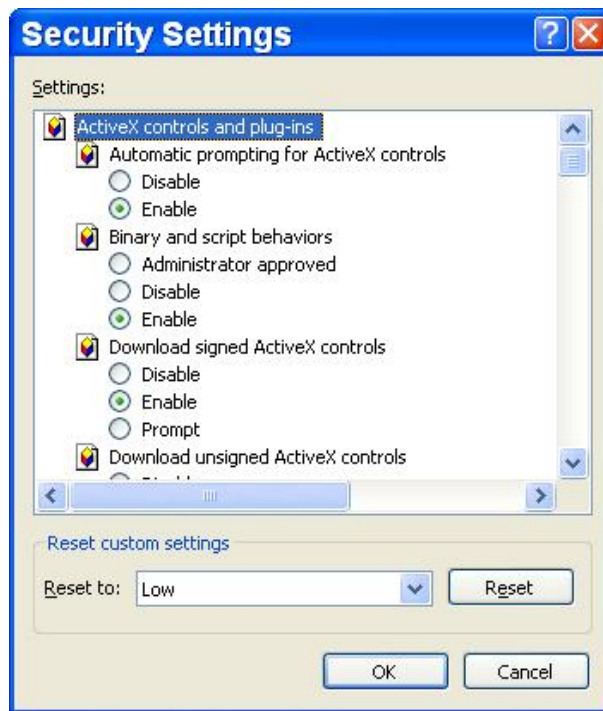 Security Settings
Settings:
ActiveX controls and plug-ins
Automatic prompting for ActiveX controls
Disable
Enable
Binary and script behaviors
Administrator approved
Disable
Enable
Download signed ActiveX controls
Disable
Enable
Prompt
Download unsigned ActiveX controls
Reset custom settings
Reset to: Low Reset
OK Cancel